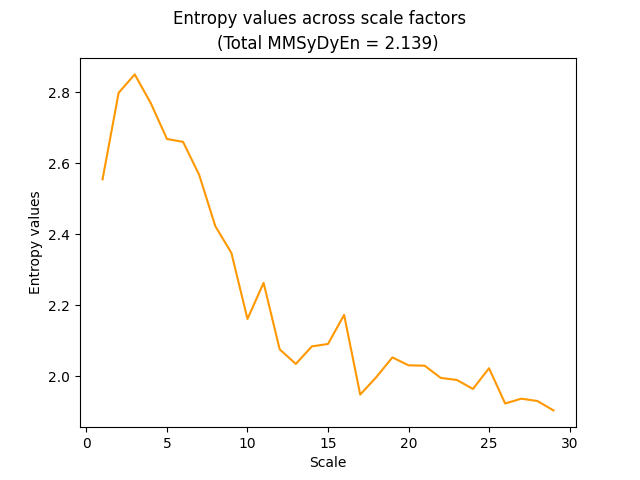 Entropy values across scale factors
(Total MMSyDyEn = 2.139)
2.8
2.6
2.4
2.2
2.0
Entropy values
0 5 10 15 20 25 30
Scale